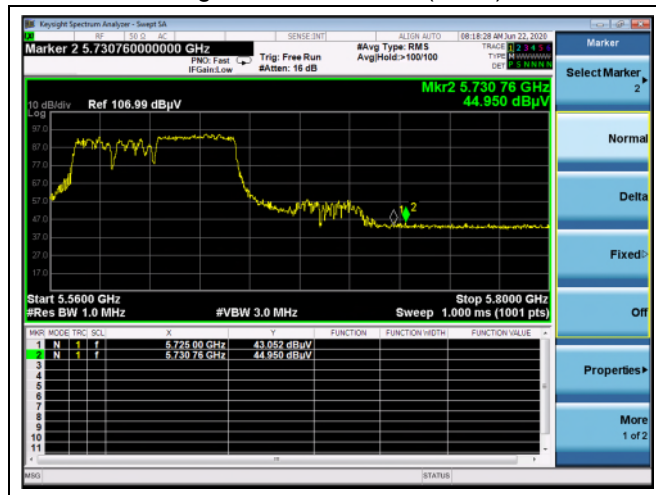 Keysight Spectrum Analyzer - Swept SA
RF 50 Ω AC SENSE:INT ALIGN AUTO 08:18:28 AM Jun 22, 2020
Marker 2 5.730760000000 GHz
PNO: Fast
IFGain:Low
Trig: Free Run
#Atten: 16 dB
#Avg Type: RMS
Avg|Hold:>100/100
TRACE 1 2 3 4 5 6
TYPE
DET P S N N N N
Mkr2 5.730 76 GHz
44.950 dBµV
10 dB/div Ref 106.99 dBµV
Log
97.0
87.0
77.0
67.0
57.0
47.0
37.0
27.0
17.0
1 2
Start 5.5600 GHz
Stop 5.8000 GHz
#Res BW 1.0 MHz
#VBW 3.0 MHz
Sweep 1.000 ms (1001 pts)
MKR MODE TRC SCL X Y FUNCTION FUNCTION WIDTH FUNCTION VALUE
1 N 1 f 5.725 00 GHz 43.052 dBµV
2 N 1 f 5.730 76 GHz 44.950 dBµV
3
4
5
6
7
8
9
10
11
MSG
STATUS
Marker
Select Marker
2
Normal
Delta
Fixed
Off
Properties
More
1 of 2